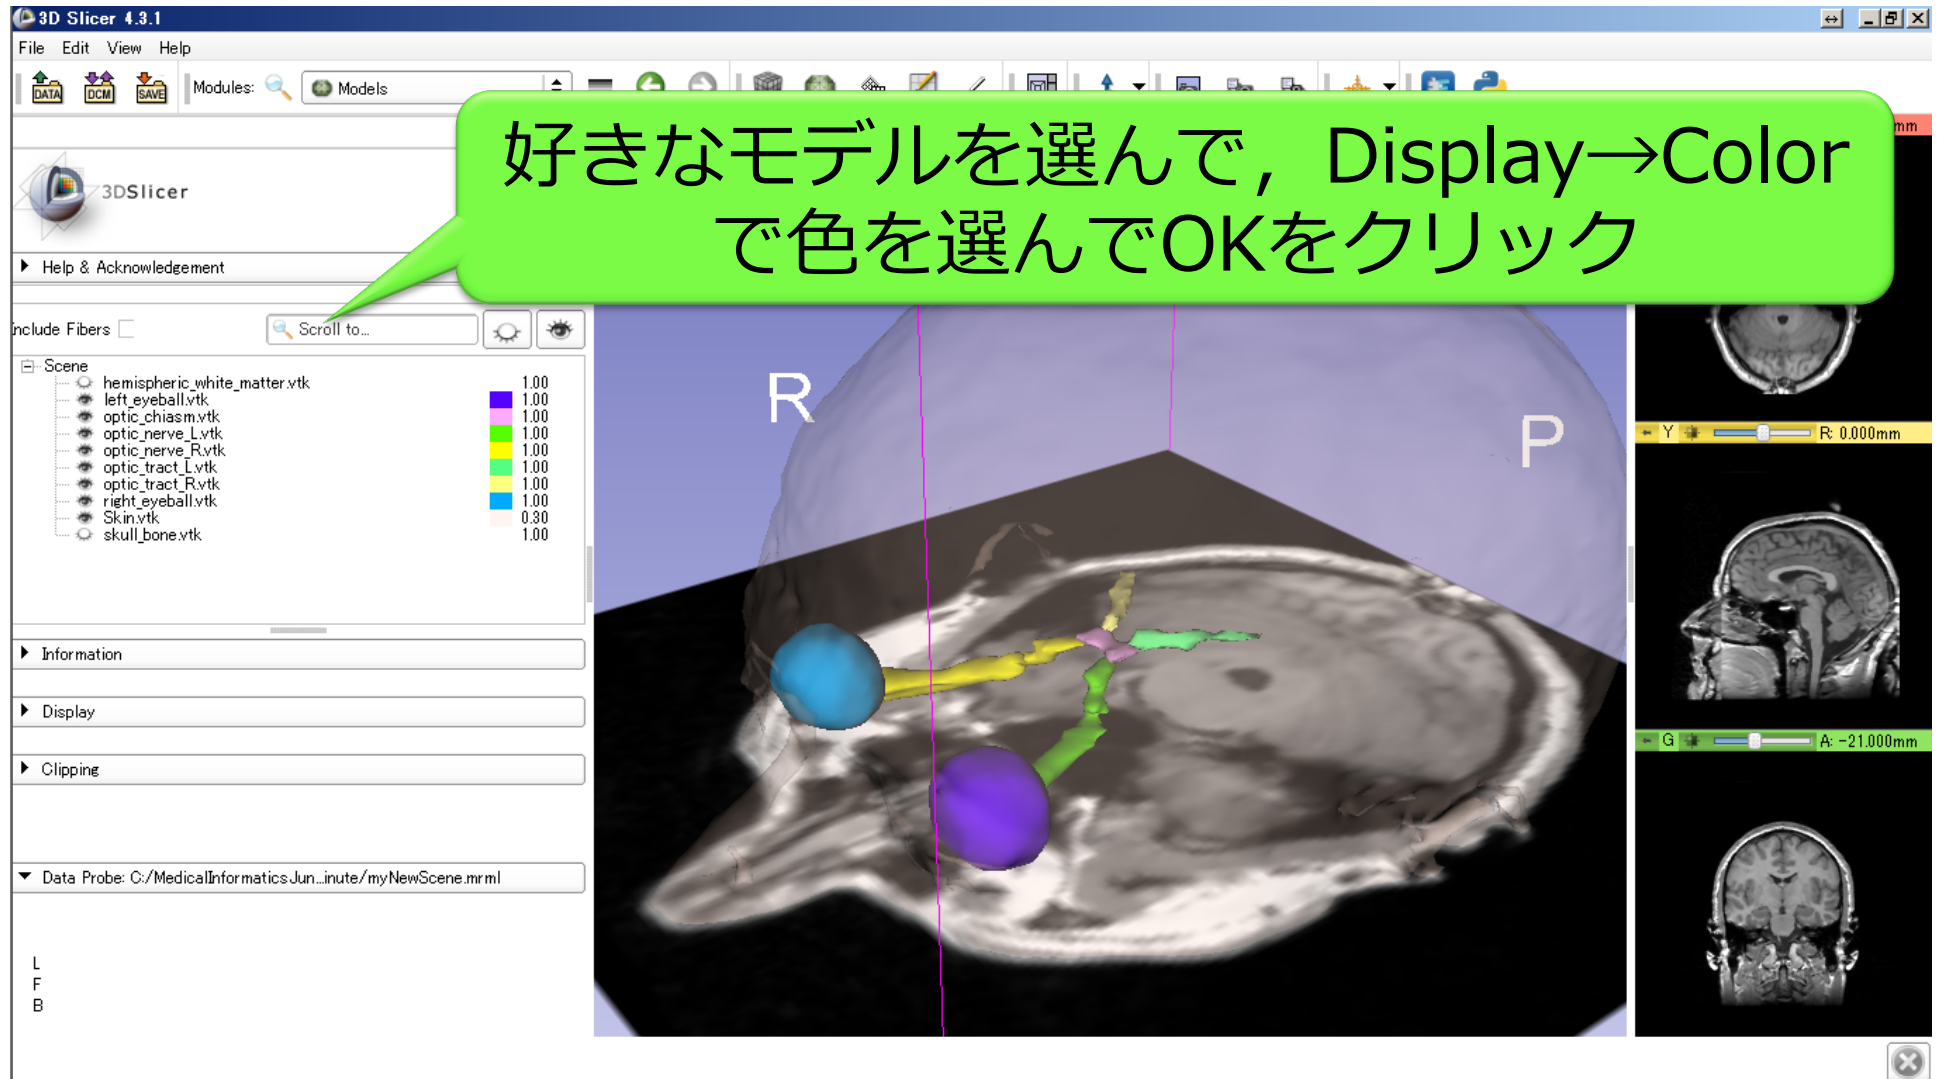 3D Slicer 4.3.1
File Edit View Help
DATA DCM SAVE Modules: Models
好きなモデルを選んで，Display→Color
で色を選んでOKをクリック
mm
3DSlicer
Help & Acknowledgement
nclude Fibers Scroll to...
Scene
hemispheric_white_matter.vtk 1.00
left_eyeball.vtk 1.00
optic_chiasm.vtk 1.00
optic_nerve_L.vtk 1.00
optic_nerve_R.vtk 1.00
optic_tract_L.vtk 1.00
optic_tract_R.vtk 1.00
right_eyeball.vtk 1.00
Skin.vtk 0.30
skull_bone.vtk 1.00
R
P
Y R: 0.000mm
Information
Display
G A: -21.000mm
Clipping
Data Probe: C:/MedicalInformaticsJun...inute/myNewScene.mrml
L
F
B